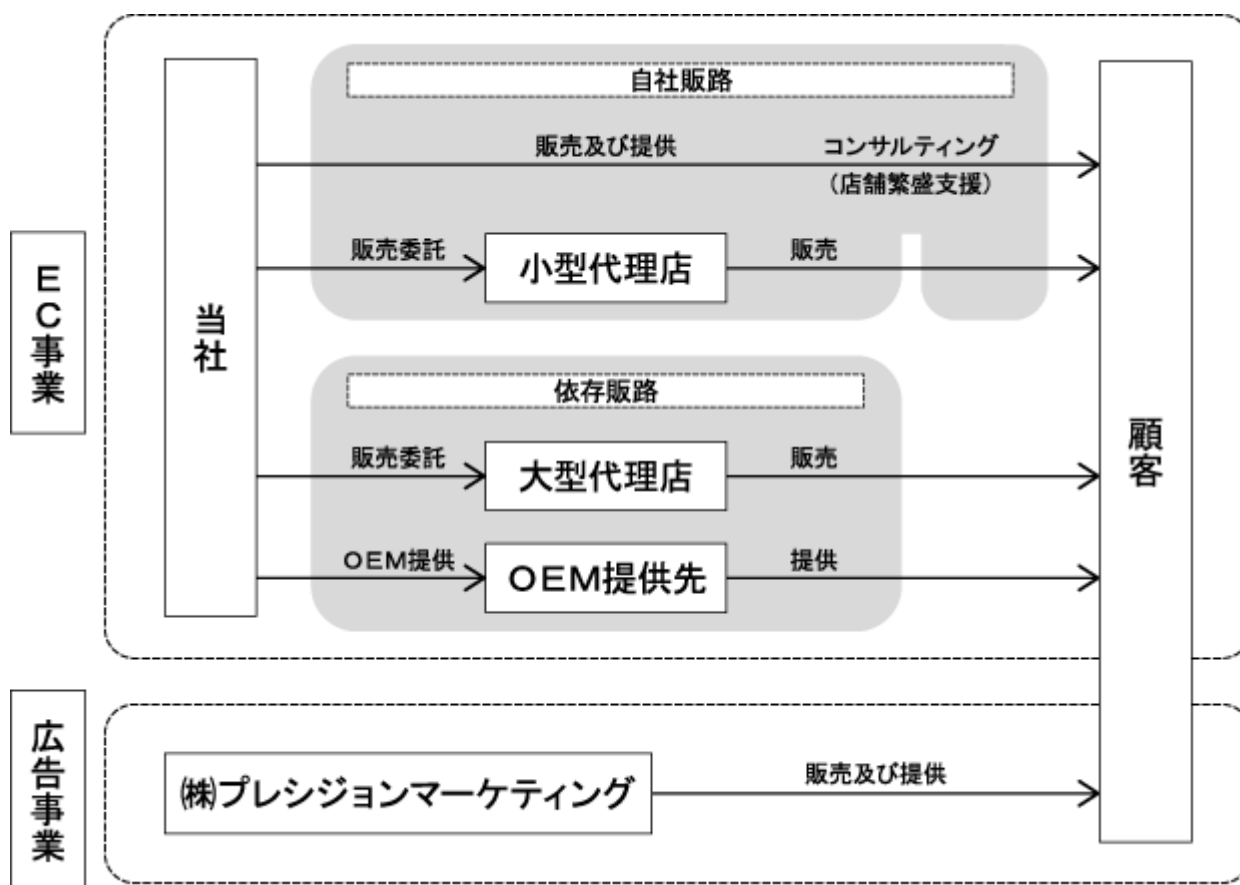 EC事業
当社
自社販路
販売及び提供
コンサルティング
(店舗繁盛支援)
販売委託
小型代理店
販売
依存販路
販売委託
大型代理店
販売
OEM提供
OEM提供先
提供
顧客
広告事業
㈱プレシジョンマーケティング
販売及び提供